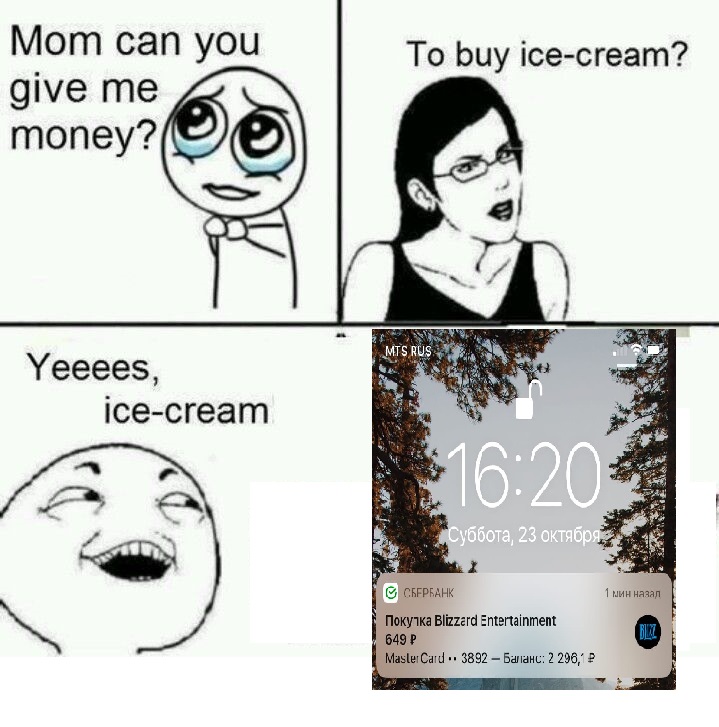 Mom can you
give me
money?
To buy ice-cream?
Yeeees,
ice-cream
MTS RUS
16:20
Суббота, 23 октября
СБЕРБАНК
1 мин назад
Покупка Blizzard Entertainment
649 ₽
MasterCard •• 3892 — Баланс: 2 296,1 ₽
BLIZZ